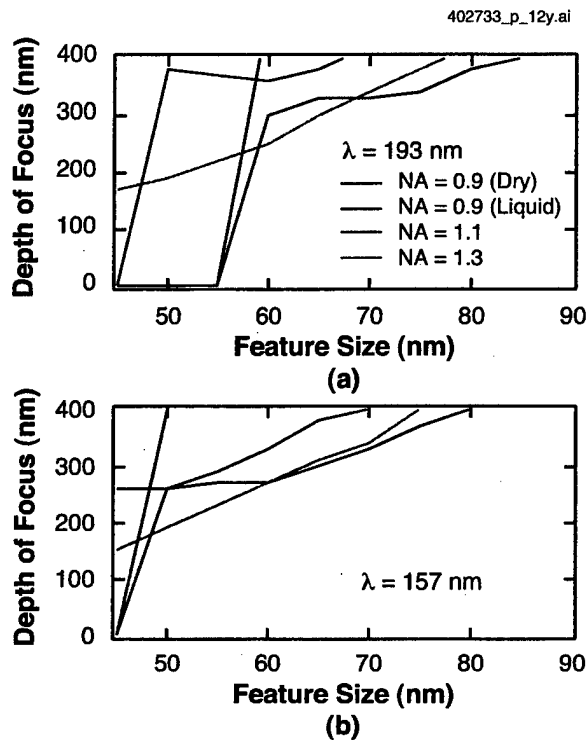 402733_p_12y.ai
Depth of Focus (nm)
400
300
200
100
0
λ = 193 nm
NA = 0.9 (Dry)
NA = 0.9 (Liquid)
NA = 1.1
NA = 1.3
50 60 70 80 90
Feature Size (nm)
(a)
Depth of Focus (nm)
400
300
200
100
0
λ = 157 nm
50 60 70 80 90
Feature Size (nm)
(b)